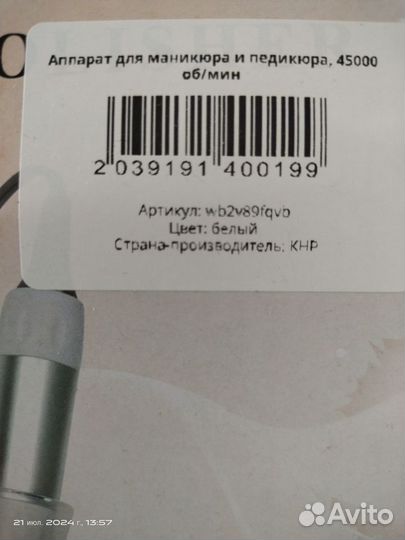 OLISHER
Аппарат для маникюра и педикюра, 45000
об/мин
2 039191 400199
Артикул: wb2v89fqvb
Цвет: белый
Страна-производитель: КНР
21 июл. 2024 г., 13:57
Avito